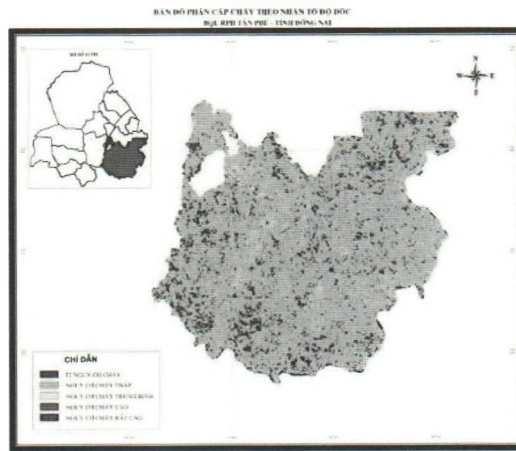 BẢN ĐỒ PHÂN CẤP CHÁY THEO NHÂN TỐ ĐỘ DỐC
BQL RPH TÂN PHÚ - TỈNH ĐỒNG NAI
N
W
E
S
CHỈ DẪN
ÍT NGUY CƠ CHÁY
NGUY CƠ CHÁY THẤP
NGUY CƠ CHÁY TRUNG BÌNH
NGUY CƠ CHÁY CAO
NGUY CƠ CHÁY RẤT CAO